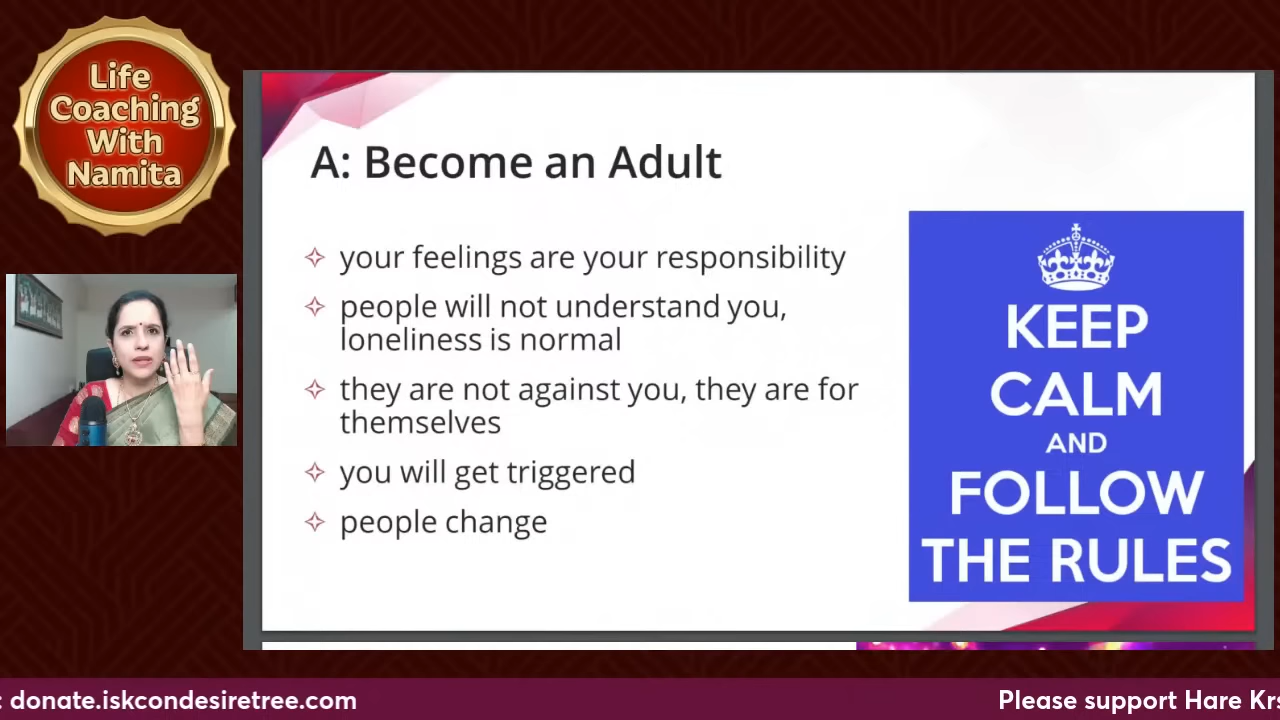 Life
Coaching
With
Namita
A: Become an Adult
your feelings are your responsibility
people will not understand you,
loneliness is normal
they are not against you, they are for
themselves
you will get triggered
people change
KEEP
CALM
AND
FOLLOW
THE RULES
: donate.iskcondesiretree.com
Please support Hare Krs